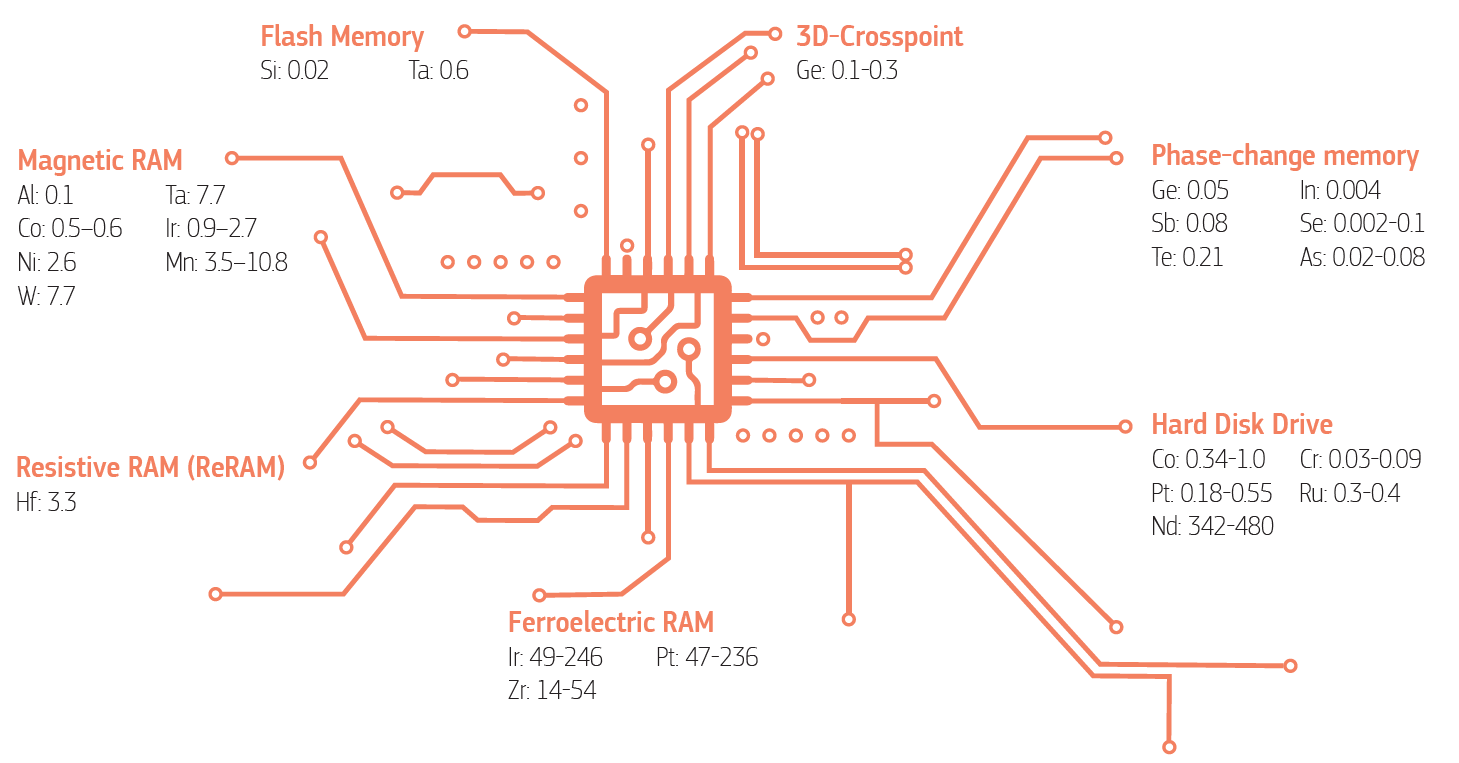 Flash Memory
Si: 0.02 Ta: 0.6
3D-Crosspoint
Ge: 0.1-0.3
Magnetic RAM
Al: 0.1 Ta: 7.7
Co: 0.5–0.6 Ir: 0.9–2.7
Ni: 2.6 Mn: 3.5–10.8
W: 7.7
Phase-change memory
Ge: 0.05 In: 0.004
Sb: 0.08 Se: 0.002-0.1
Te: 0.21 As: 0.02-0.08
Resistive RAM (ReRAM)
Hf: 3.3
Hard Disk Drive
Co: 0.34-1.0 Cr: 0.03-0.09
Pt: 0.18-0.55 Ru: 0.3-0.4
Nd: 342-480
Ferroelectric RAM
Ir: 49-246 Pt: 47-236
Zr: 14-54